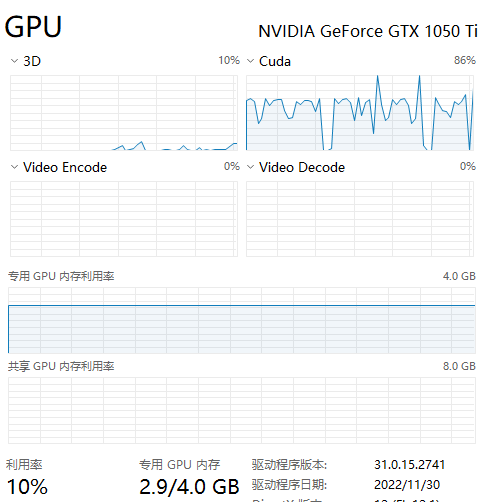 GPU
NVIDIA GeForce GTX 1050 Ti
3D 10%
Cuda 86%
Video Encode 0%
Video Decode 0%
专用 GPU 内存利用率 4.0 GB
共享 GPU 内存利用率 8.0 GB
利用率
10%
专用 GPU 内存
2.9/4.0 GB
驱动程序版本: 31.0.15.2741
驱动程序日期: 2022/11/30